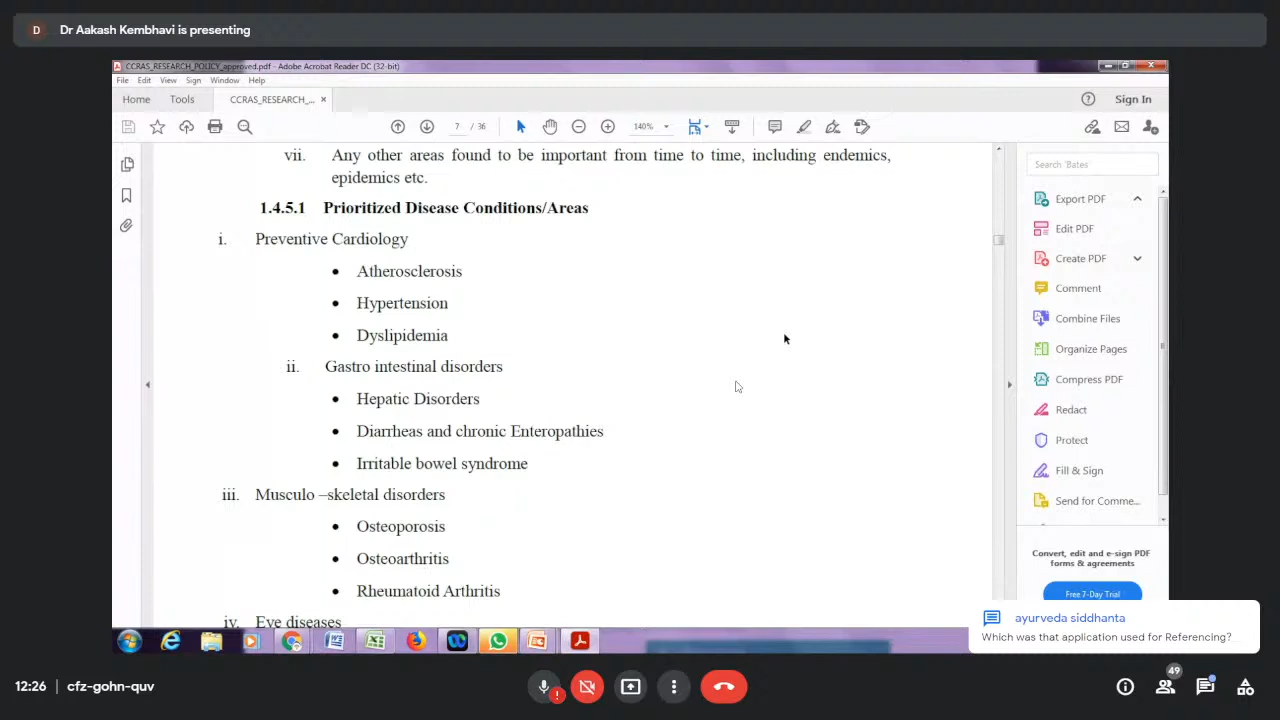 D Dr Aakash Kembhavi is presenting
CCRAS_RESEARCH_POLICY_approved.pdf - Adobe Acrobat Reader DC (32-bit)
File Edit View Sign Window Help
Home Tools CCRAS_RESEARCH_... × Sign In
7 / 36 140%
vii. Any other areas found to be important from time to time, including endemics,
epidemics etc.
1.4.5.1 Prioritized Disease Conditions/Areas
i. Preventive Cardiology
• Atherosclerosis
• Hypertension
• Dyslipidemia
ii. Gastro intestinal disorders
• Hepatic Disorders
• Diarrheas and chronic Enteropathies
• Irritable bowel syndrome
iii. Musculo –skeletal disorders
• Osteoporosis
• Osteoarthritis
• Rheumatoid Arthritis
iv. Eye diseases
Search 'Bates'
Export PDF
Edit PDF
Create PDF
Comment
Combine Files
Organize Pages
Compress PDF
Redact
Protect
Fill & Sign
Send for Comme...
Convert, edit and e-sign PDF
forms & agreements
Free 7-Day Trial
ayurveda siddhanta
Which was that application used for Referencing?
12:26 | cfz-gohn-quv
49